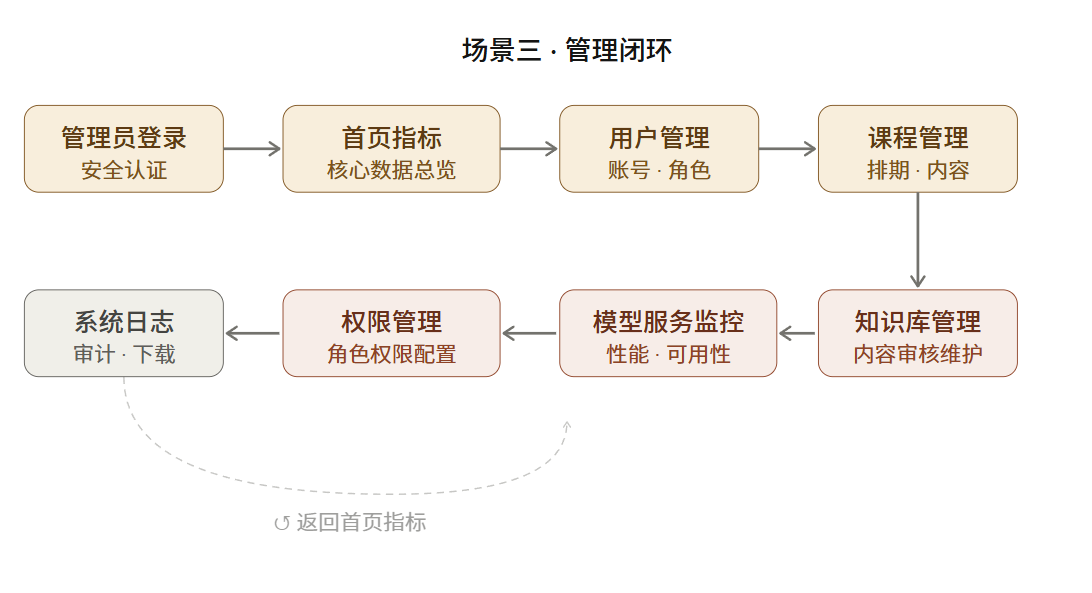 场景三 · 管理闭环
管理员登录
安全认证
首页指标
核心数据总览
用户管理
账号 · 角色
课程管理
排期 · 内容
系统日志
审计 · 下载
权限管理
角色权限配置
模型服务监控
性能 · 可用性
知识库管理
内容审核维护
↺ 返回首页指标